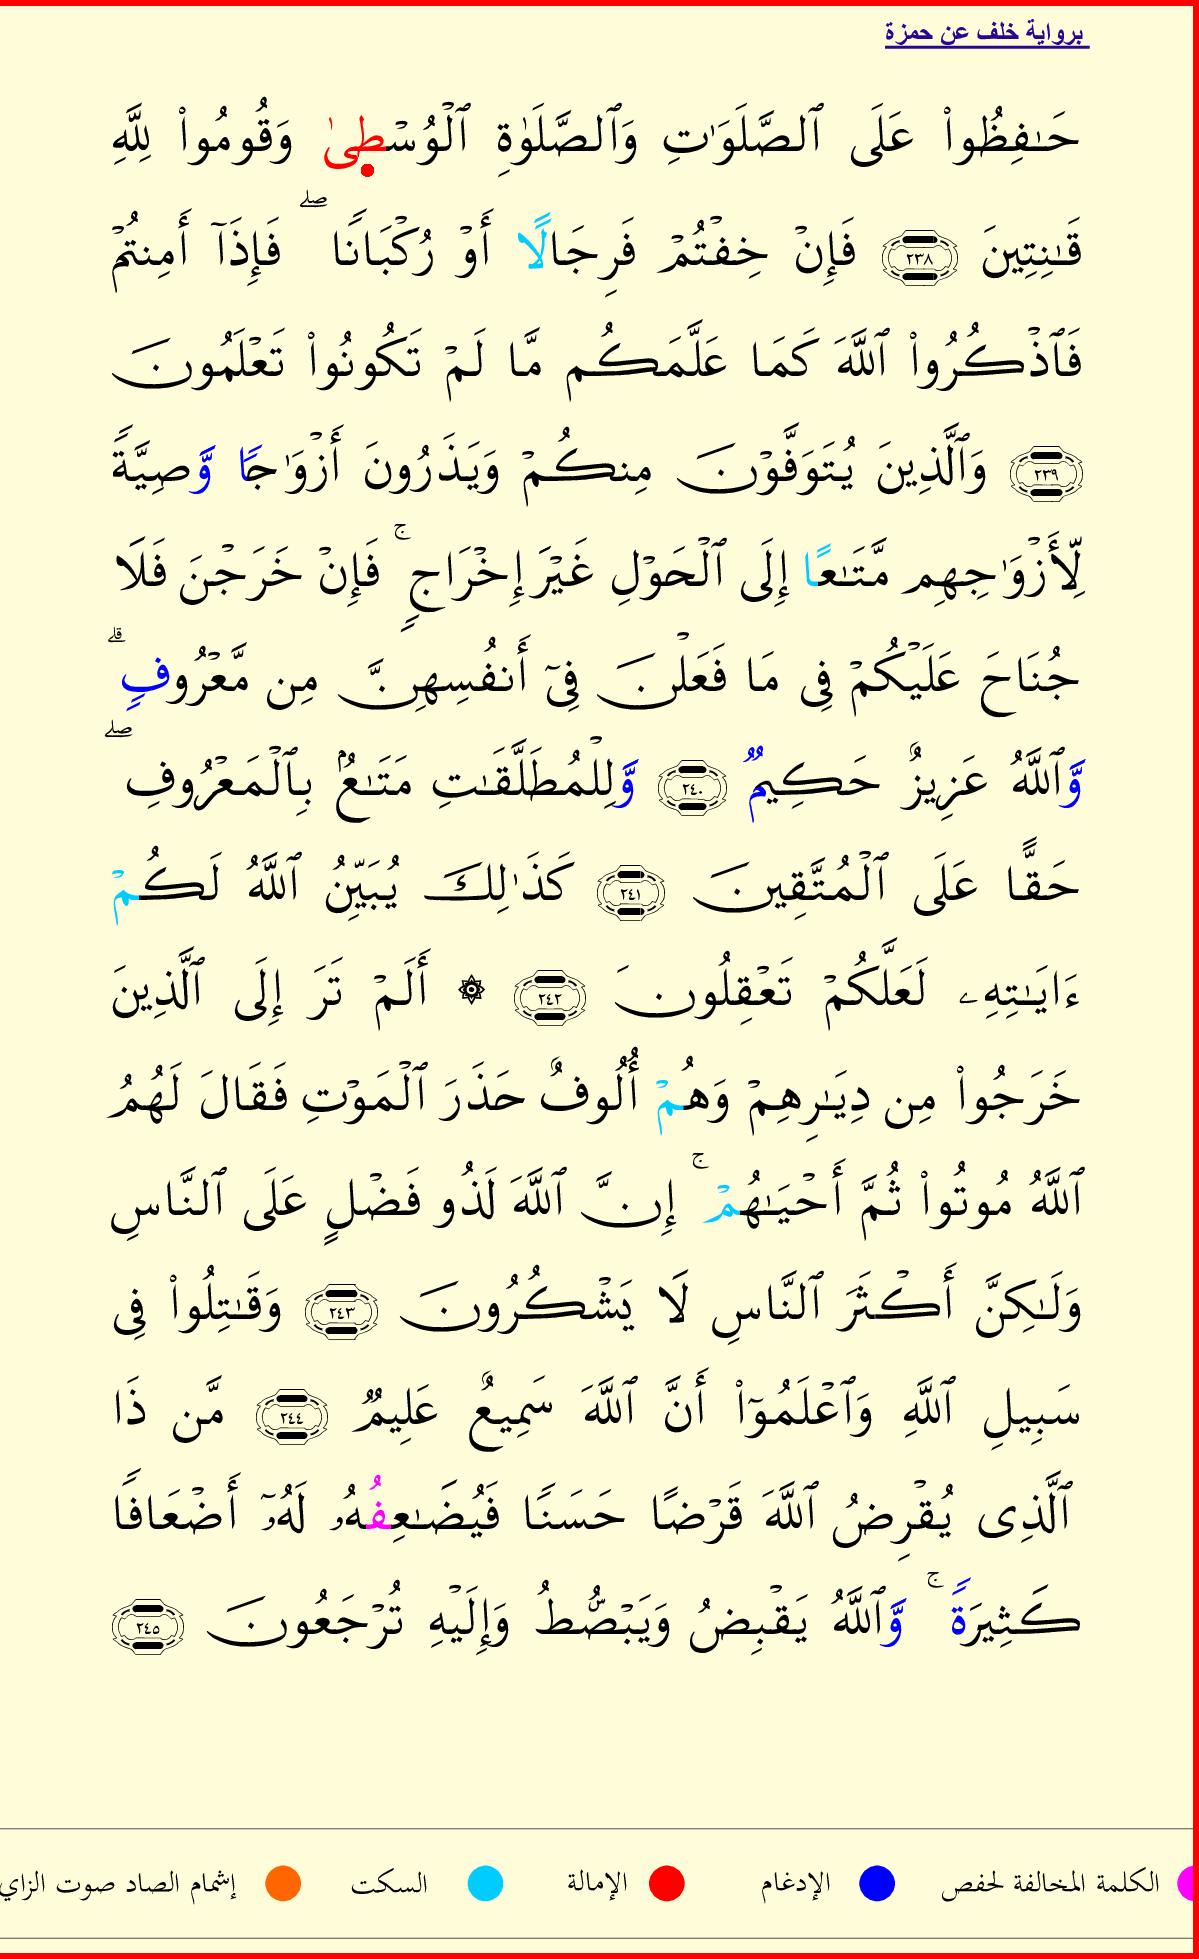 برواية خلف عن حمزة
حَـٰفِظُوا۟ عَلَى ٱلصَّلَوَٰتِ وَٱلصَّلَوٰةِ ٱلْوُسْطِىٰ وَقُومُوا۟ لِلَّهِ
قَـٰنِتِينَ ٢٣٨ فَإِنْ خِفْتُمْ فَرِجَالًا أَوْ رُكْبَانًا ۖ فَإِذَآ أَمِنتُمْ
فَٱذْكُرُوا۟ ٱللَّهَ كَمَا عَلَّمَكُم مَّا لَمْ تَكُونُوا۟ تَعْلَمُونَ
٢٣٩ وَٱلَّذِينَ يُتَوَفَّوْنَ مِنكُمْ وَيَذَرُونَ أَزْوَٰجًا وَّصِيَّةً
لِّأَزْوَٰجِهِم مَّتَـٰعًا إِلَى ٱلْحَوْلِ غَيْرَ إِخْرَاجٍ ۚ فَإِنْ خَرَجْنَ فَلَا
جُنَاحَ عَلَيْكُمْ فِى مَا فَعَلْنَ فِىٓ أَنفُسِهِنَّ مِن مَّعْرُوفٍ ۗ
وَّٱللَّهُ عَزِيزٌ حَكِيمٌ ٢٤٠ وَّلِلْمُطَلَّقَـٰتِ مَتَـٰعُۢ بِٱلْمَعْرُوفِ ۖ
حَقًّا عَلَى ٱلْمُتَّقِينَ ٢٤١ كَذَٰلِكَ يُبَيِّنُ ٱللَّهُ لَكُمْ
ءَايَـٰتِهِۦ لَعَلَّكُمْ تَعْقِلُونَ ٢٤٢ ۞ أَلَمْ تَرَ إِلَى ٱلَّذِينَ
خَرَجُوا۟ مِن دِيَـٰرِهِمْ وَهُمْ أُلُوفٌ حَذَرَ ٱلْمَوْتِ فَقَالَ لَهُمُ
ٱللَّهُ مُوتُوا۟ ثُمَّ أَحْيَـٰهُمْ ۚ إِنَّ ٱللَّهَ لَذُو فَضْلٍ عَلَى ٱلنَّاسِ
وَلَـٰكِنَّ أَكْثَرَ ٱلنَّاسِ لَا يَشْكُرُونَ ٢٤٣ وَقَـٰتِلُوا۟ فِى
سَبِيلِ ٱللَّهِ وَٱعْلَمُوٓا۟ أَنَّ ٱللَّهَ سَمِيعٌ عَلِيمٌ ٢٤٤ مَّن ذَا
ٱلَّذِى يُقْرِضُ ٱللَّهَ قَرْضًا حَسَنًا فَيُضَـٰعِفُهُۥ لَهُۥٓ أَضْعَافًا
كَثِيرَةً ۚ وَّٱللَّهُ يَقْبِضُ وَيَبْصُۜطُ وَإِلَيْهِ تُرْجَعُونَ ٢٤٥
الكلمة المخالفة لحفص الإدغام الإمالة السكت إشمام الصاد صوت الزاي